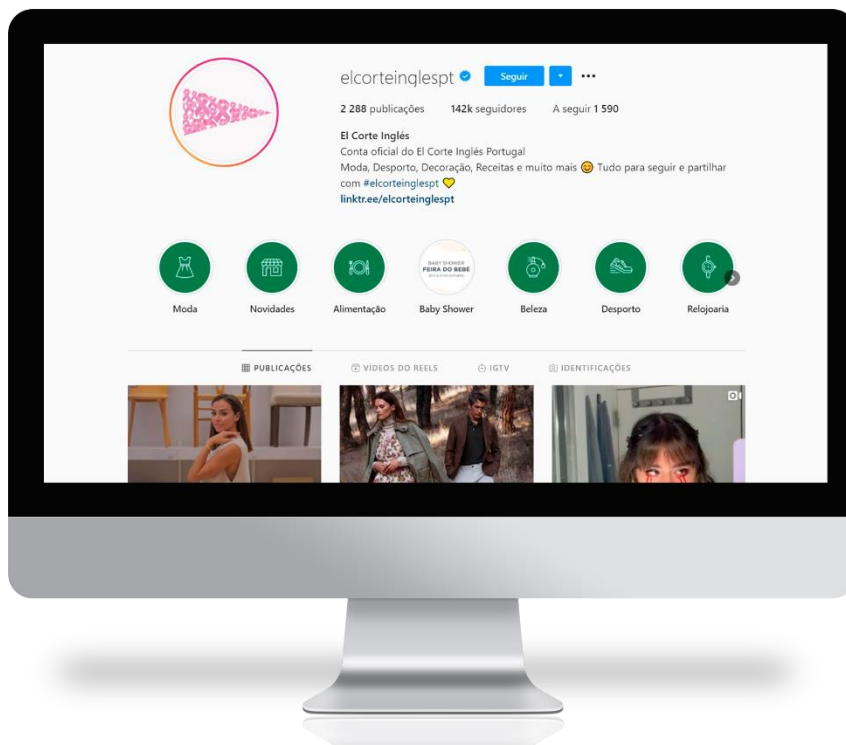 elcorteinglespt
Seguir
2 288 publicações 142k seguidores A seguir 1 590
El Corte Inglés
Conta oficial do El Corte Inglés Portugal
Moda, Desporto, Decoração, Receitas e muito mais 😊 Tudo para seguir e partilhar
com #elcorteinglespt 💛
linktr.ee/elcorteinglespt
BABY SHOWER
FEIRA DO BEBÉ
Moda Novidades Alimentação Baby Shower Beleza Desporto Relojoaria
PUBLICAÇÕES VÍDEOS DO REELS IGTV IDENTIFICAÇÕES